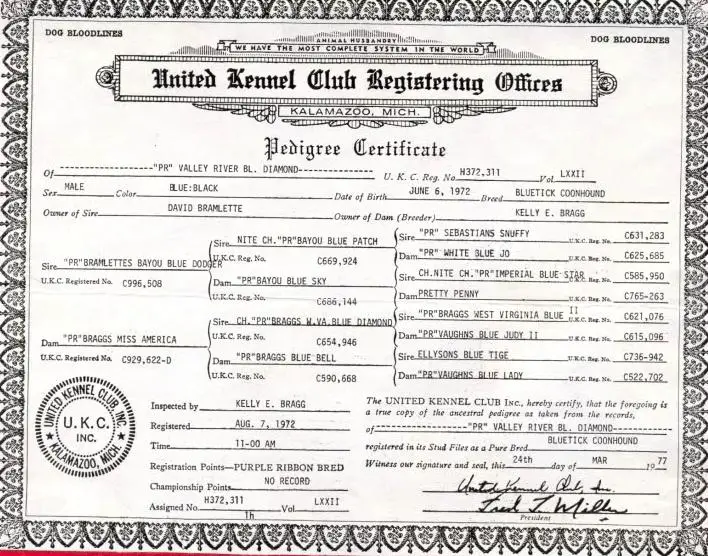 DOG BLOODLINES
DOG BLOODLINES
ANIMAL HUSBANDRY
WE HAVE THE MOST COMPLETE SYSTEM IN THE WORLD
United Kennel Club Registering Offices
KALAMAZOO, MICH.
Pedigree Certificate
Of ------------------"PR" VALLEY RIVER BL. DIAMOND---------------- U. K. C. Reg. No. H372,311 Vol. LXXII
Sex MALE Color BLUE:BLACK Date of Birth JUNE 6, 1972 Breed BLUETICK COONHOUND
Owner of Sire DAVID BRAMLETTE Owner of Dam (Breeder) KELLY E. BRAGG
Sire "PR"BRAMLETTES BAYOU BLUE DODGER
U.K.C. Registered No. C996,508
Dam "PR"BRAGGS MISS AMERICA
U.K.C. Registered No. C929,622-D
Sire NITE CH."PR"BAYOU BLUE PATCH
U.K.C. Reg. No. C669,924
Dam "PR"BAYOU BLUE SKY
U.K.C. Reg. No. C686,144
Sire CH."PR"BRAGGS W.VA.BLUE DIAMOND
U.K.C. Reg. No. C654,946
Dam "PR"BRAGGS BLUE BELL
U.K.C. Reg. No. C590,668
Sire "PR" SEBASTIANS SNUFFY U.K.C. Reg. No. C631,283
Dam "PR" WHITE BLUE JO U.K.C. Reg. No. C625,685
Sire CH.NITE CH."PR"IMPERIAL BLUE STAR U.K.C. Reg. No. C585,950
Dam PRETTY PENNY U.K.C. Reg. No. C765-263
Sire "PR"BRAGGS WEST VIRGINIA BLUE II U.K.C. Reg. No. C621,076
Dam "PR"VAUGHNS BLUE JUDY II U.K.C. Reg. No. C615,096
Sire ELLYSONS BLUE TIGE U.K.C. Reg. No. C736-942
Dam "PR"VAUGHNS BLUE LADY U.K.C. Reg. No. C522,702
UNITED KENNEL CLUB INC.
U. K. C.
INC.
KALAMAZOO, MICH
Inspected by KELLY E. BRAGG
Registered AUG. 7, 1972
Time 11-00 AM
Registration Points—PURPLE RIBBON BRED
Championship Points NO RECORD
Assigned No. H372,311 Vol. LXXII
1h
The UNITED KENNEL CLUB INC., hereby certify, that the foregoing is
a true copy of the ancestral pedigree as taken from the records,
of ----------------"PR" VALLEY RIVER BL. DIAMOND------------
registered in its Stud Files as a Pure Bred BLUETICK COONHOUND
Witness our signature and seal, this 24th day of MAR 19 77
United Kennel Club, Inc.
Fred T. Miller
President